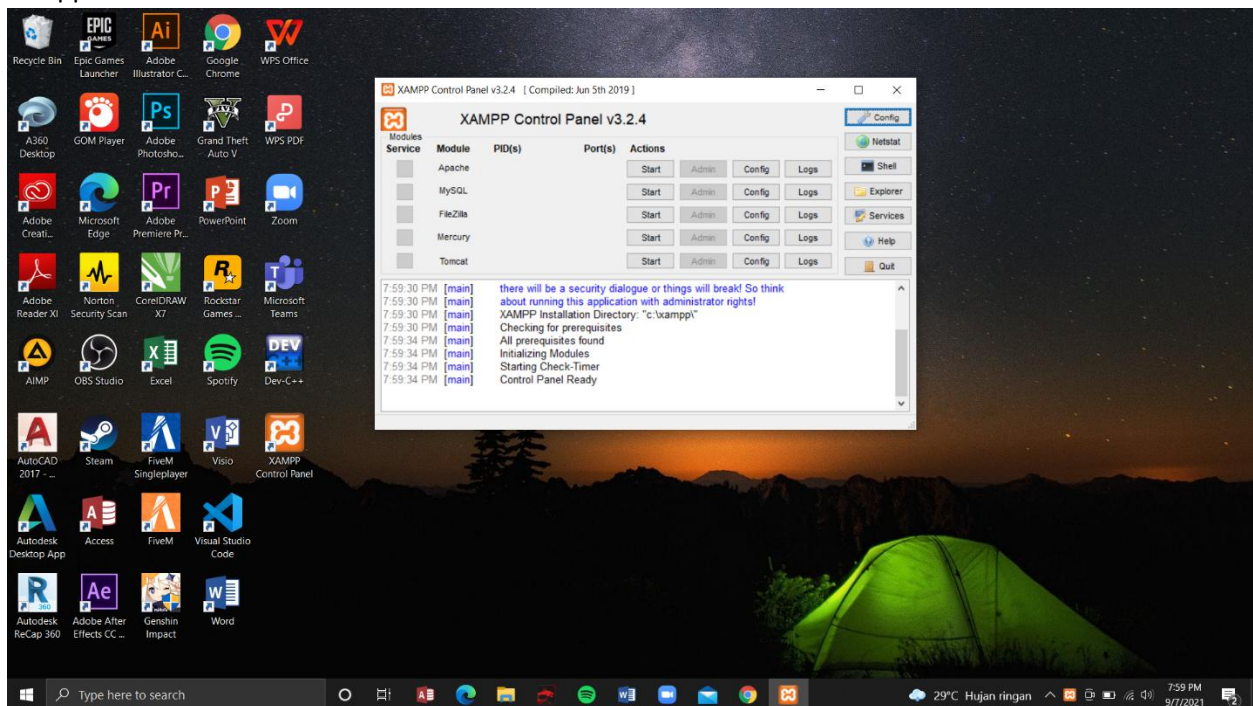 Recycle Bin
EPIC
GAMES
Epic Games
Launcher
Ai
Adobe
Illustrator C...
Google
Chrome
WPS Office
A360
Desktop
GOM Player
Ps
Adobe
Photosho...
Grand Theft
Auto V
WPS PDF
Adobe
Creati...
Microsoft
Edge
Pr
Adobe
Premiere Pr...
PowerPoint
Zoom
Adobe
Reader XI
Norton
Security Scan
CorelDRAW
X7
Rockstar
Games ...
Microsoft
Teams
AIMP
OBS Studio
Excel
Spotify
DEV
C++
Dev-C++
AutoCAD
2017 - ...
Steam
FiveM
Singleplayer
Visio
XAMPP
Control Panel
Autodesk
Desktop App
Access
FiveM
Visual Studio
Code
R
360
Autodesk
ReCap 360
Ae
Adobe After
Effects CC ...
Genshin
Impact
Word
XAMPP Control Panel v3.2.4 [ Compiled: Jun 5th 2019 ]
XAMPP Control Panel v3.2.4
Modules
Service Module PID(s) Port(s) Actions
Apache Start Admin Config Logs
MySQL Start Admin Config Logs
FileZilla Start Admin Config Logs
Mercury Start Admin Config Logs
Tomcat Start Admin Config Logs
Config
Netstat
Shell
Explorer
Services
Help
Quit
7:59:30 PM [main] there will be a security dialogue or things will break! So think
7:59:30 PM [main] about running this application with administrator rights!
7:59:30 PM [main] XAMPP Installation Directory: "c:\xampp\"
7:59:30 PM [main] Checking for prerequisites
7:59:34 PM [main] All prerequisites found
7:59:34 PM [main] Initializing Modules
7:59:34 PM [main] Starting Check-Timer
7:59:34 PM [main] Control Panel Ready
Type here to search
29°C Hujan ringan
7:59 PM
9/7/2021
2